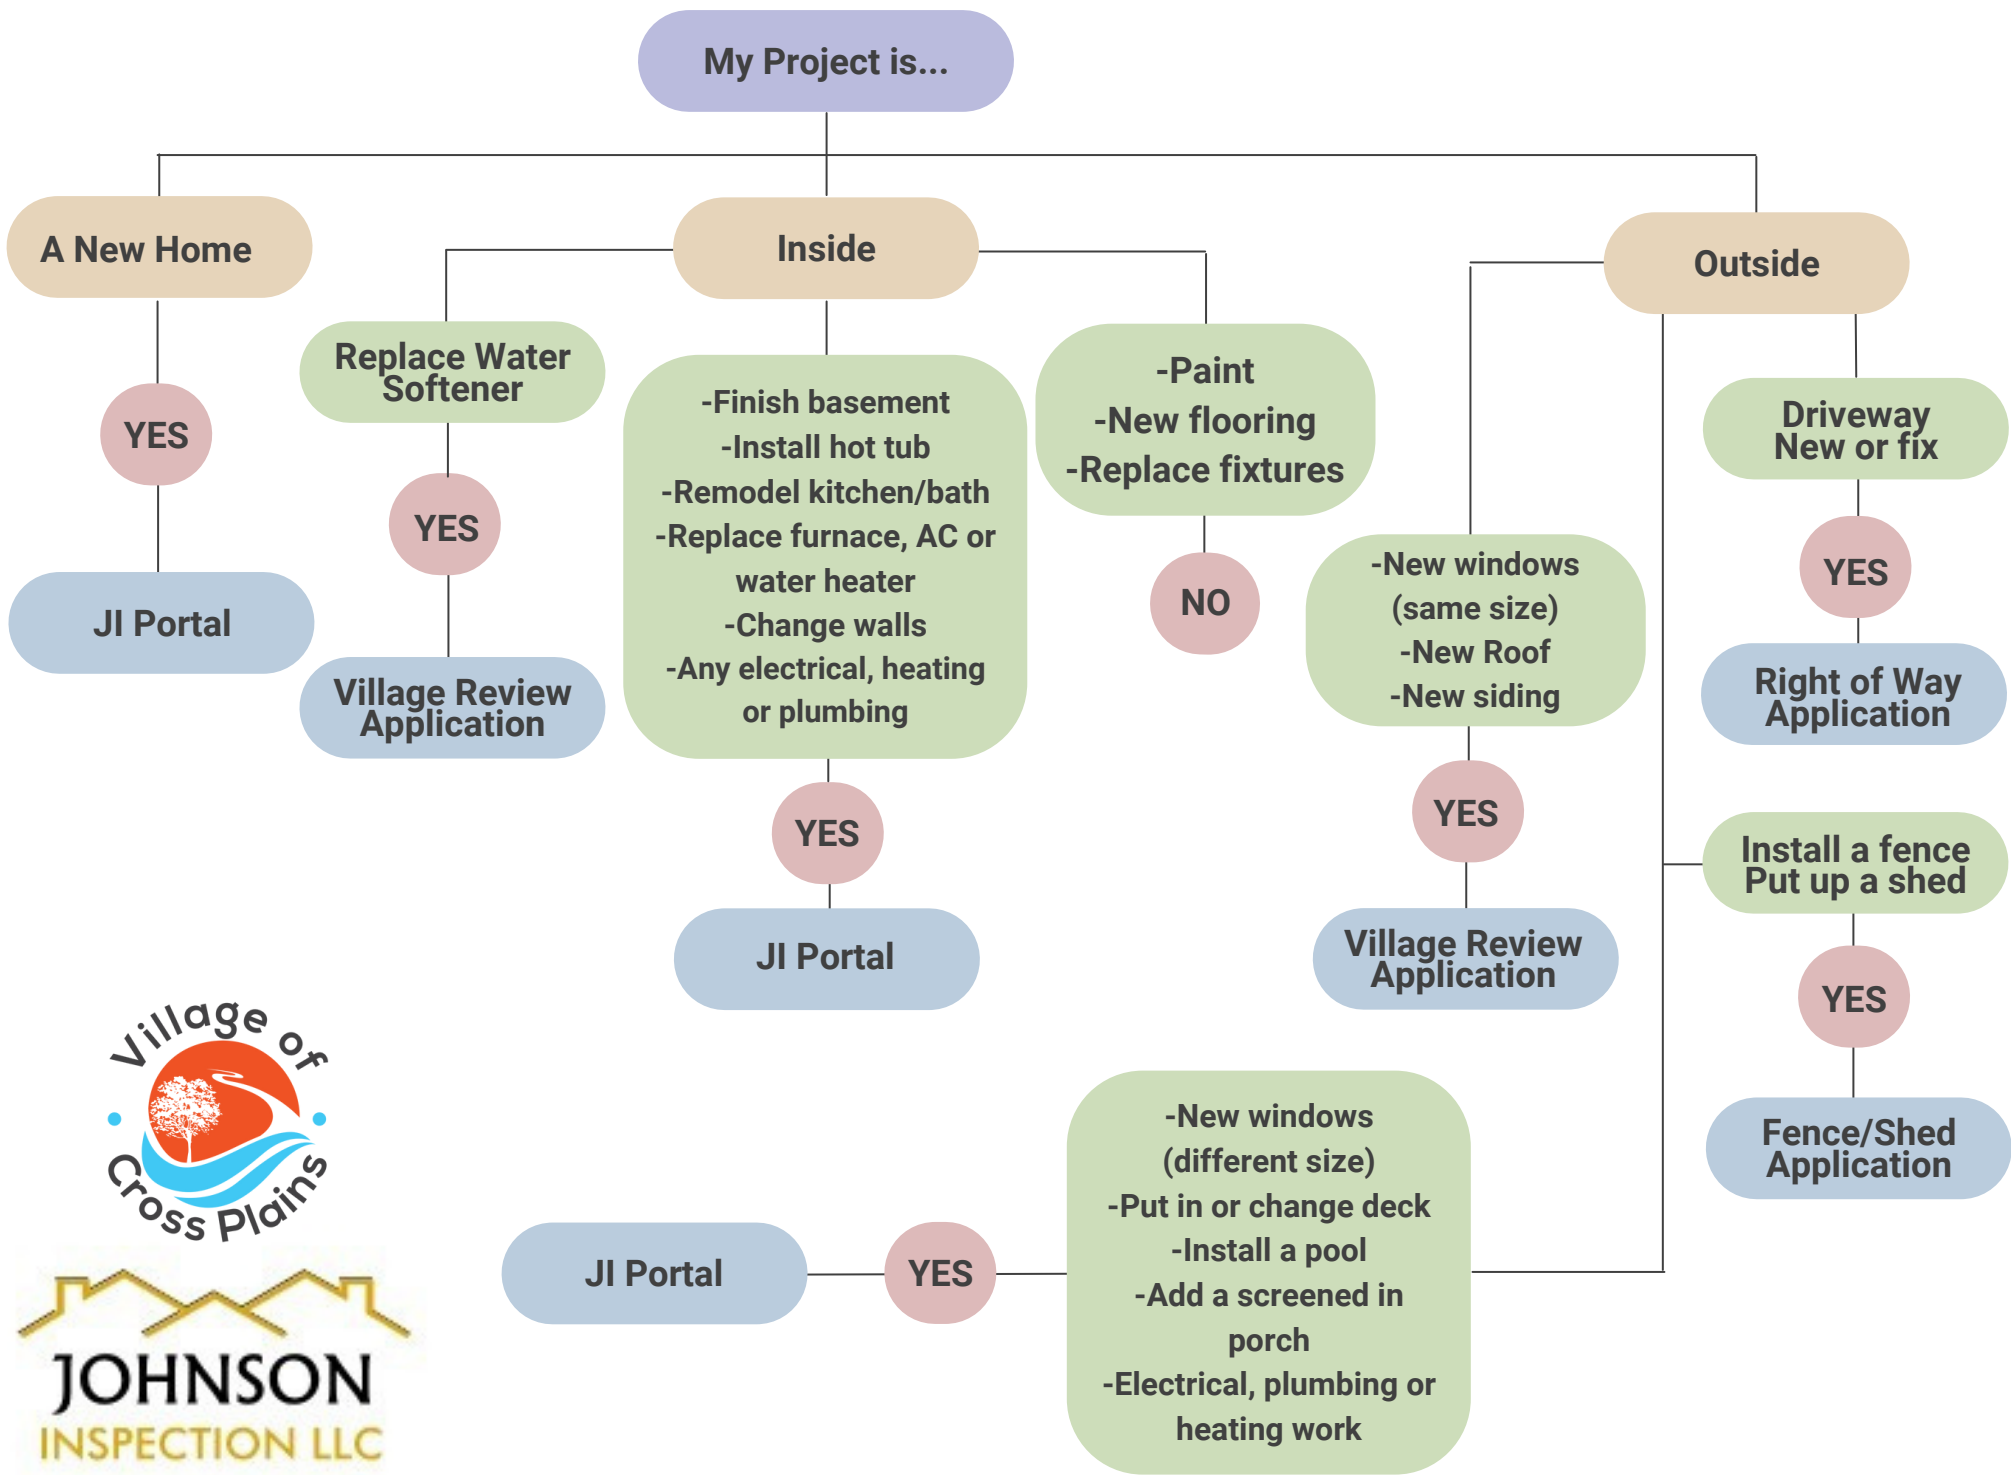 My Project is...
A New Home
YES
JI Portal
Inside
Replace Water
Softener
YES
Village Review
Application
-Finish basement
-Install hot tub
-Remodel kitchen/bath
-Replace furnace, AC or
water heater
-Change walls
-Any electrical, heating
or plumbing
YES
JI Portal
-Paint
-New flooring
-Replace fixtures
NO
Outside
-New windows
(same size)
-New Roof
-New siding
YES
Village Review
Application
Driveway
New or fix
YES
Right of Way
Application
Install a fence
Put up a shed
YES
Fence/Shed
Application
-New windows
(different size)
-Put in or change deck
-Install a pool
-Add a screened in
porch
-Electrical, plumbing or
heating work
YES
JI Portal
Village of
Cross Plains
JOHNSON
INSPECTION LLC